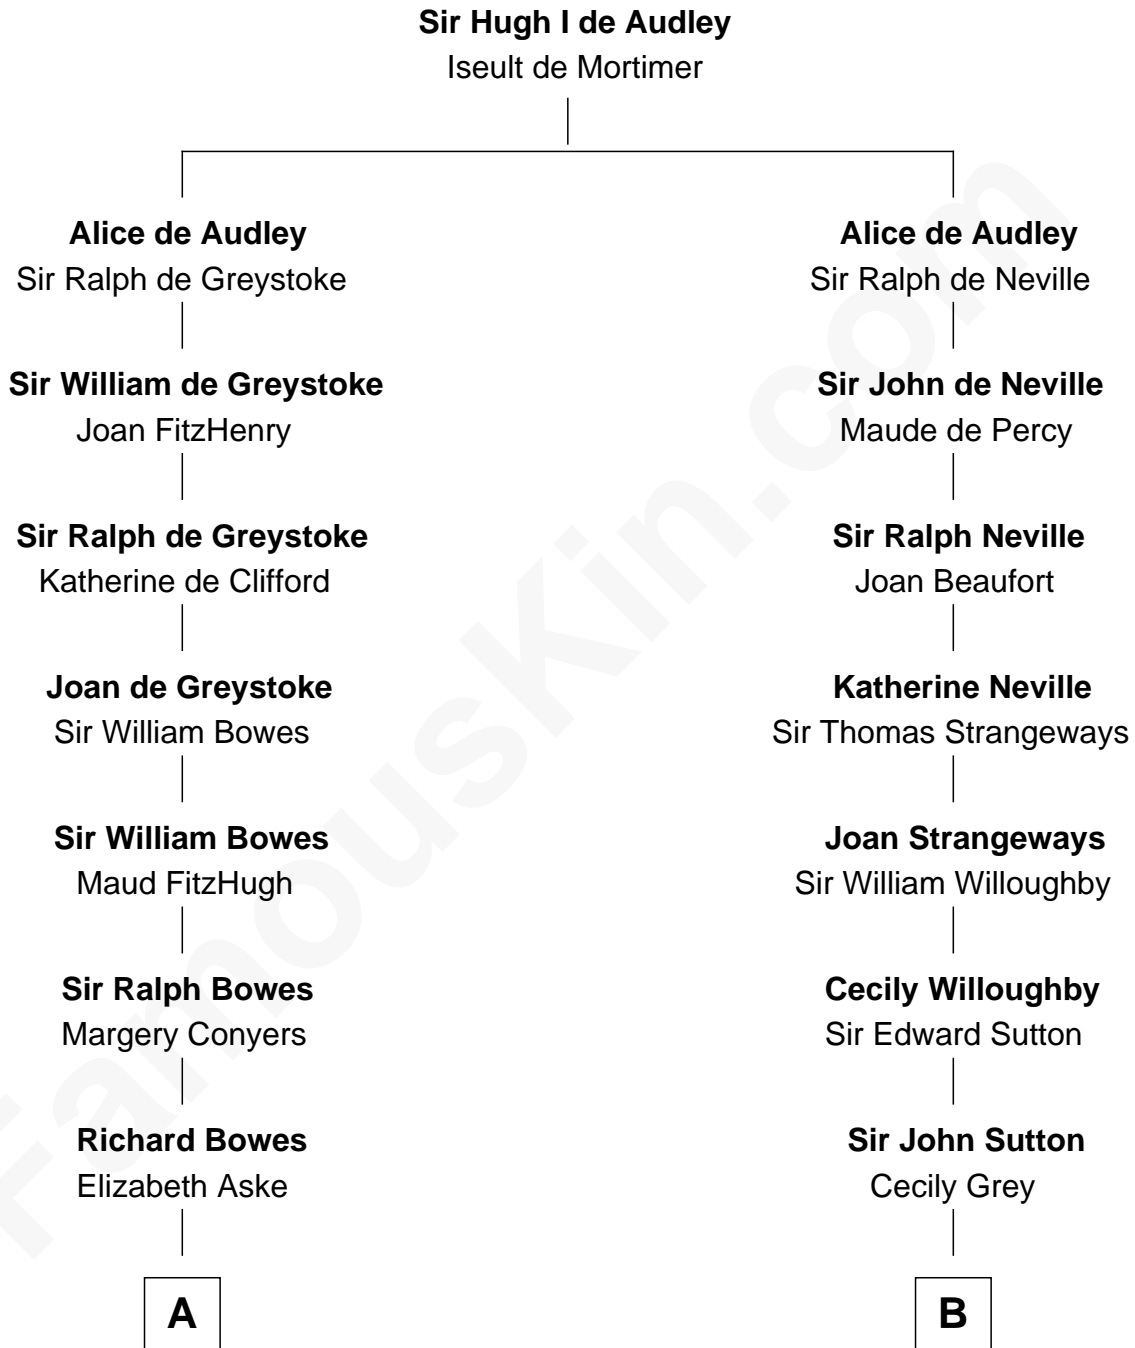 Sir Hugh I de Audley
Iseult de Mortimer
Alice de Audley
Sir Ralph de Greystoke
Alice de Audley
Sir Ralph de Neville
Sir William de Greystoke
Joan FitzHenry
Sir John de Neville
Maude de Percy
Sir Ralph de Greystoke
Katherine de Clifford
Sir Ralph Neville
Joan Beaufort
Joan de Greystoke
Sir William Bowes
Katherine Neville
Sir Thomas Strangeways
Sir William Bowes
Maud FitzHugh
Joan Strangeways
Sir William Willoughby
Sir Ralph Bowes
Margery Conyers
Cecily Willoughby
Sir Edward Sutton
Richard Bowes
Elizabeth Aske
Sir John Sutton
Cecily Grey
A
B
FamousKin.com